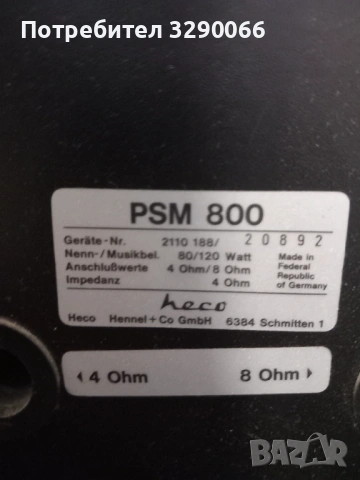 Потребител 3290066
PSM 800
Geräte-Nr. 2110 188/ 20892
Nenn-/Musikbel. 80/120 Watt
Anschlußwerte 4 Ohm/8 Ohm
Impedanz 4 Ohm
Made in
Federal
Republic
of Germany
heco
Heco Hennel+Co GmbH 6384 Schmitten 1
4 Ohm 8 Ohm
BAZAR